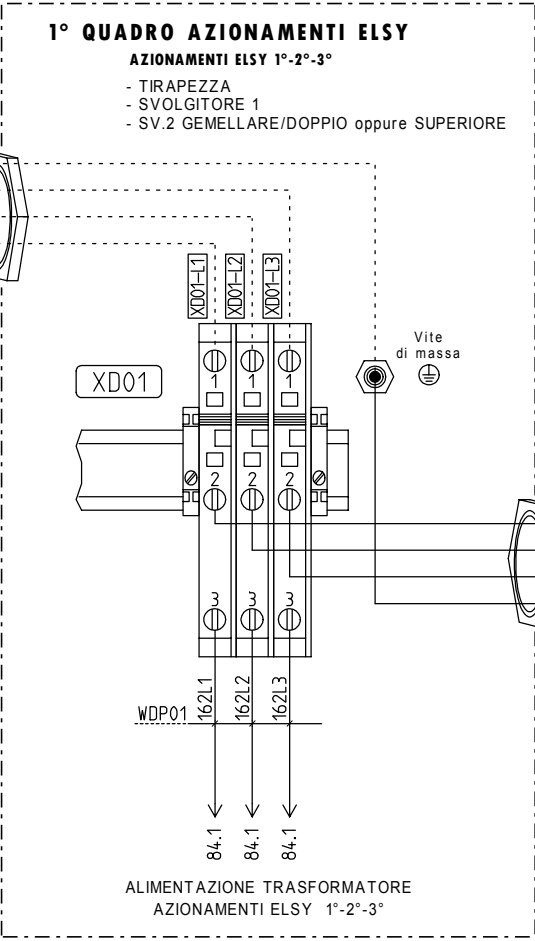 1° QUADRO AZIONAMENTI ELSY
AZIONAMENTI ELSY 1°-2°-3°
- TIRAPEZZA
- SVOLGITORE 1
- SV.2 GEMELLARE/DOPPIO oppure SUPERIORE
XD01-L1
XD01-L2
XD01-L3
Vite
di massa
XD01
1 1 1
2 2 2
3 3 3
WDP01
162L1
162L2
162L3
84.1
84.1
84.1
ALIMENTAZIONE TRASFORMATORE
AZIONAMENTI ELSY 1°-2°-3°